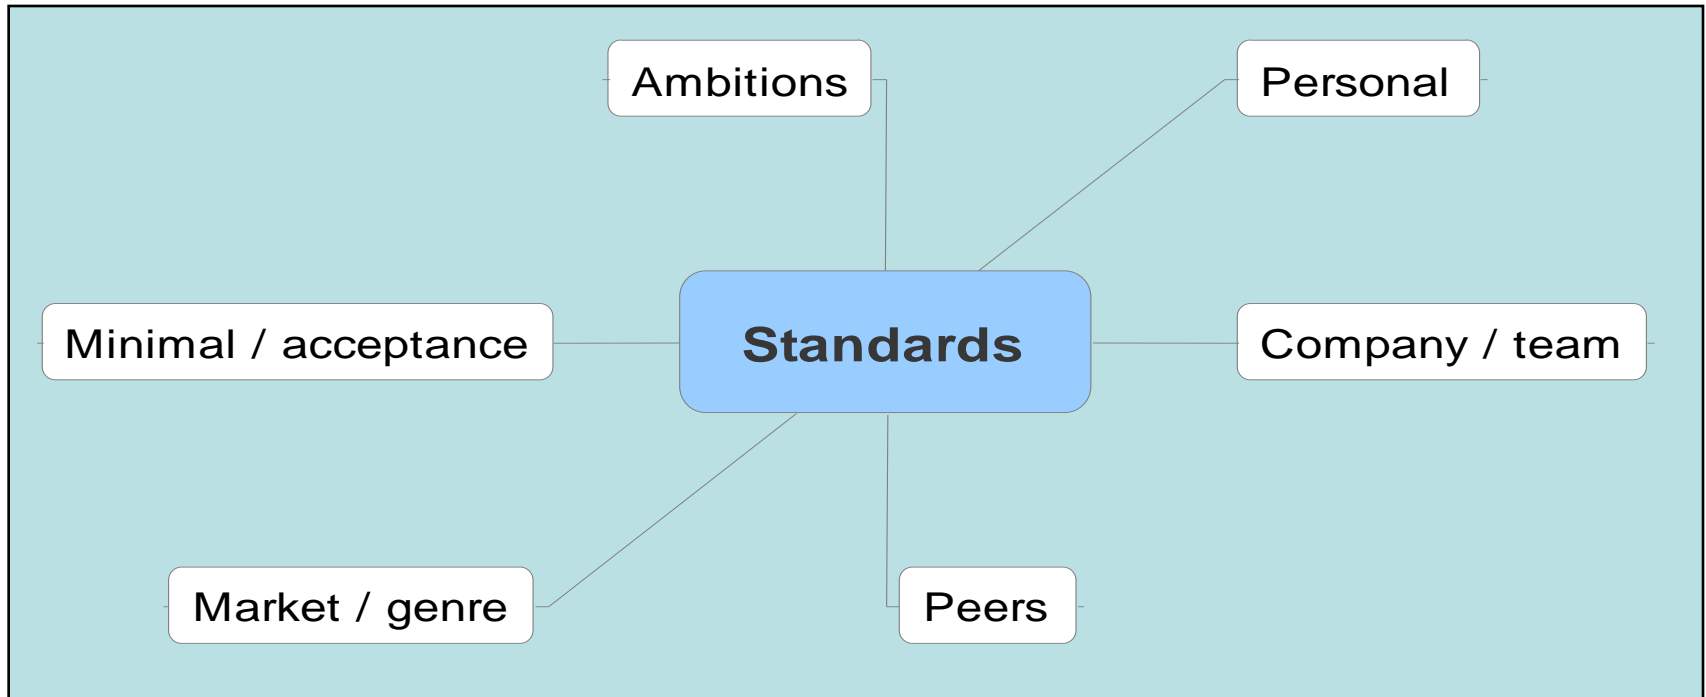 Ambitions
Personal
Minimal / acceptance
Standards
Company / team
Market / genre
Peers